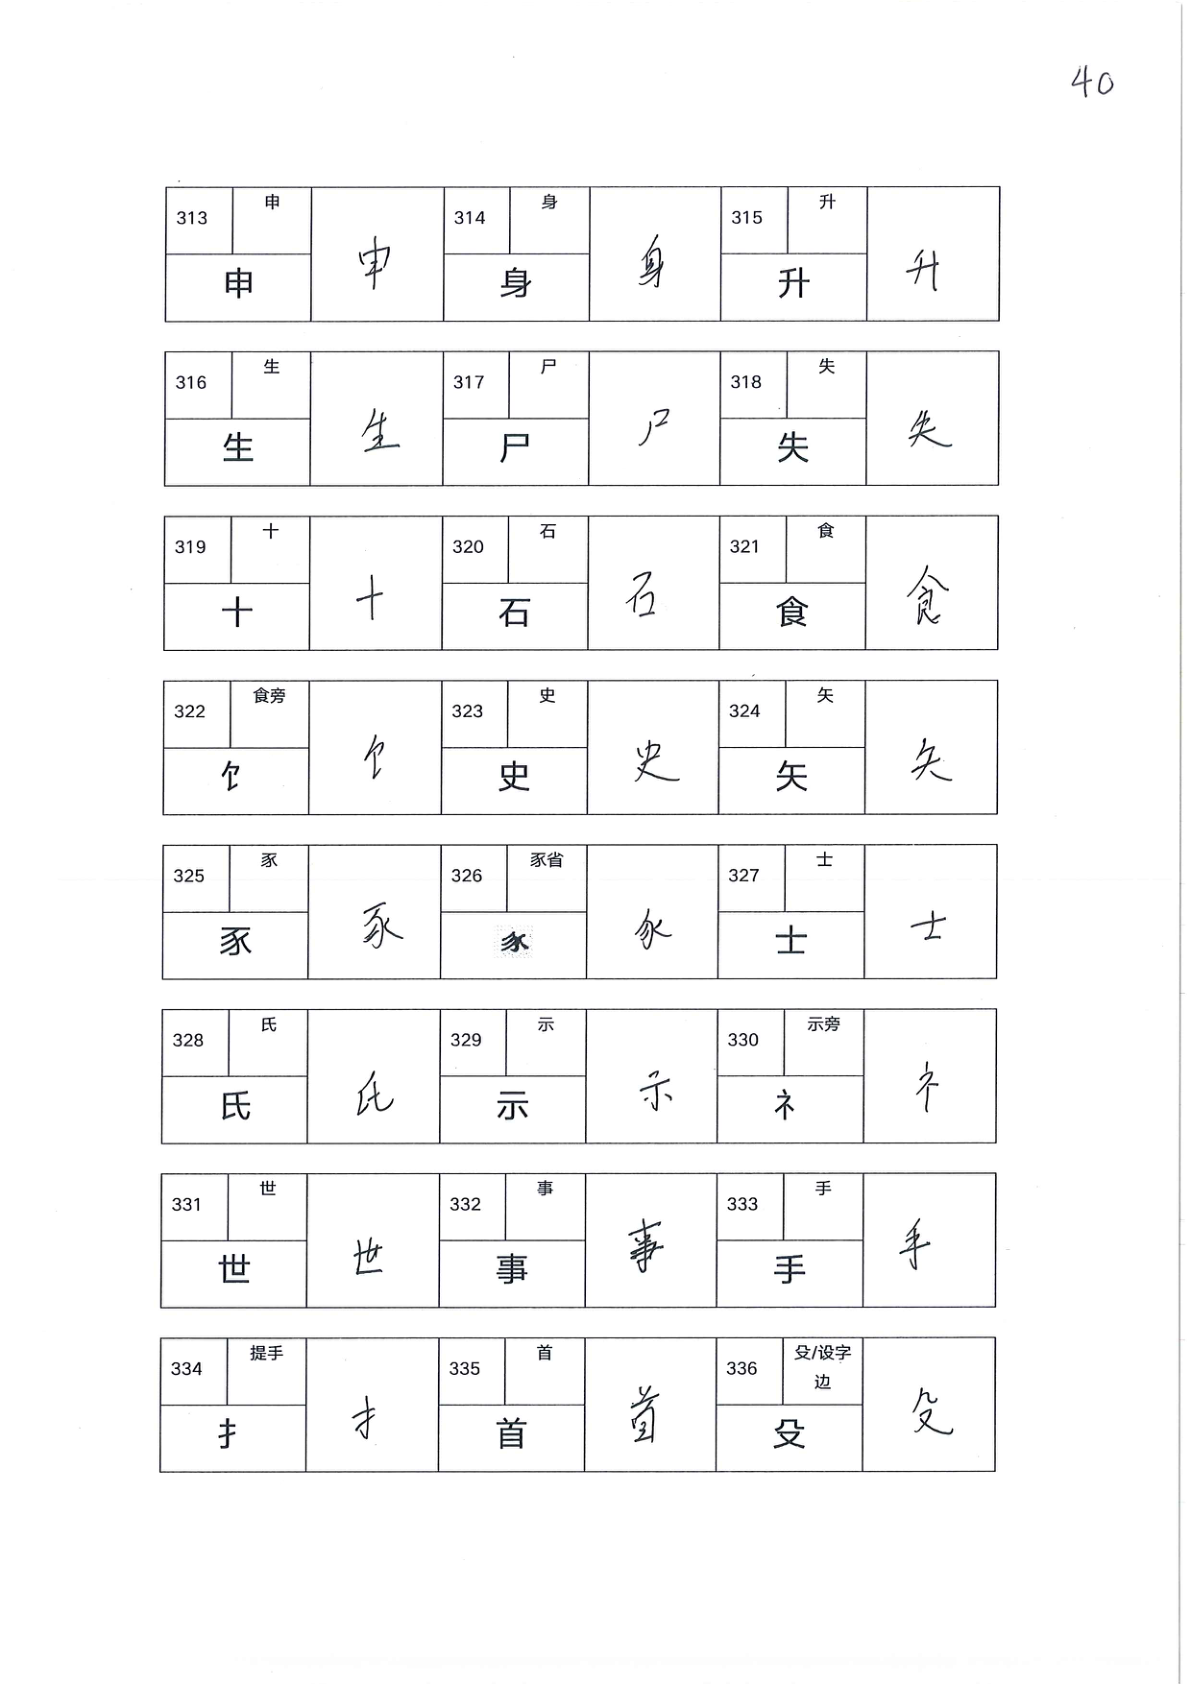 40
313 申 申 申 314 身 身 身 315 升 升 升
316 生 生 生 317 尸 尸 尸 318 失 失 失
319 十 十 十 320 石 石 石 321 食 食 食
322 食旁 饣 饣 323 史 史 史 324 矢 矢 矢
325 豕 豕 豕 326 豕省 327 士 士 士
328 氏 氏 氏 329 示 示 示 330 示旁 礻 礻
331 世 世 世 332 事 事 事 333 手 手 手
334 提手 扌 扌 335 首 首 首 336 殳/设字边 殳 殳